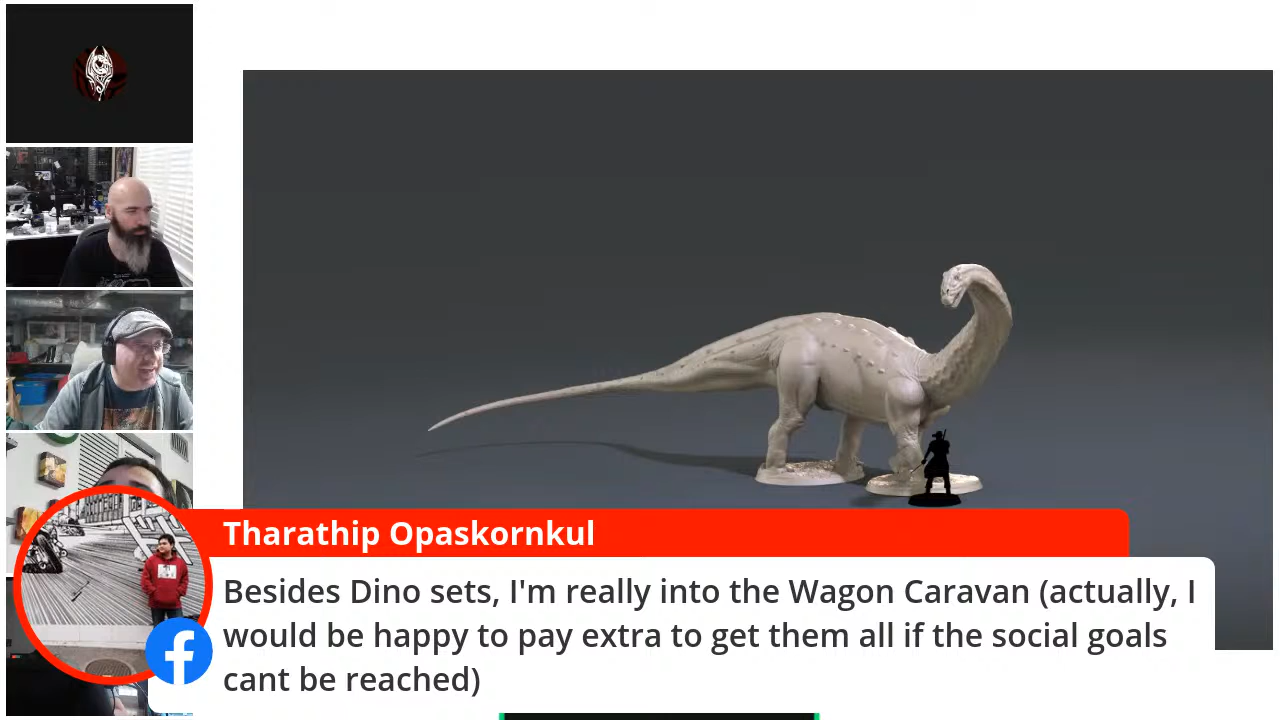 Tharathip Opaskornkul
Besides Dino sets, I'm really into the Wagon Caravan (actually, I
would be happy to pay extra to get them all if the social goals
cant be reached)